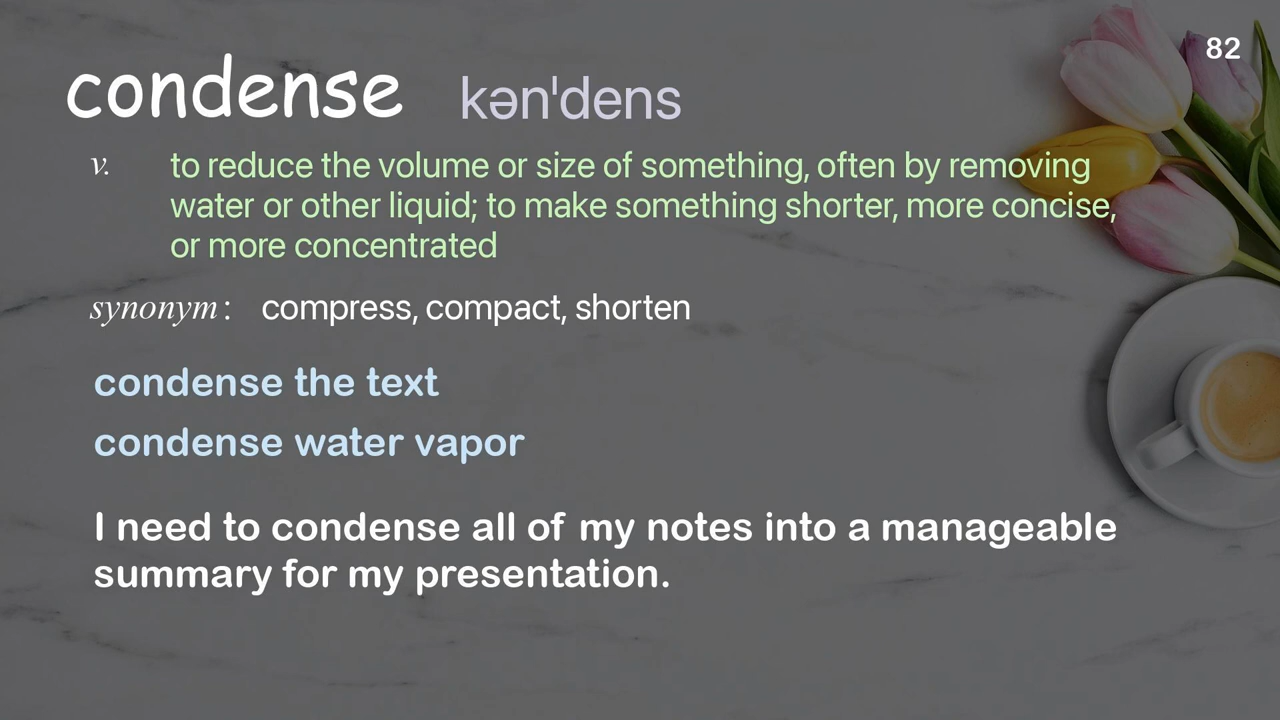 82
condense kən'dens
v. to reduce the volume or size of something, often by removing
water or other liquid; to make something shorter, more concise,
or more concentrated
synonym: compress, compact, shorten
condense the text
condense water vapor
I need to condense all of my notes into a manageable
summary for my presentation.